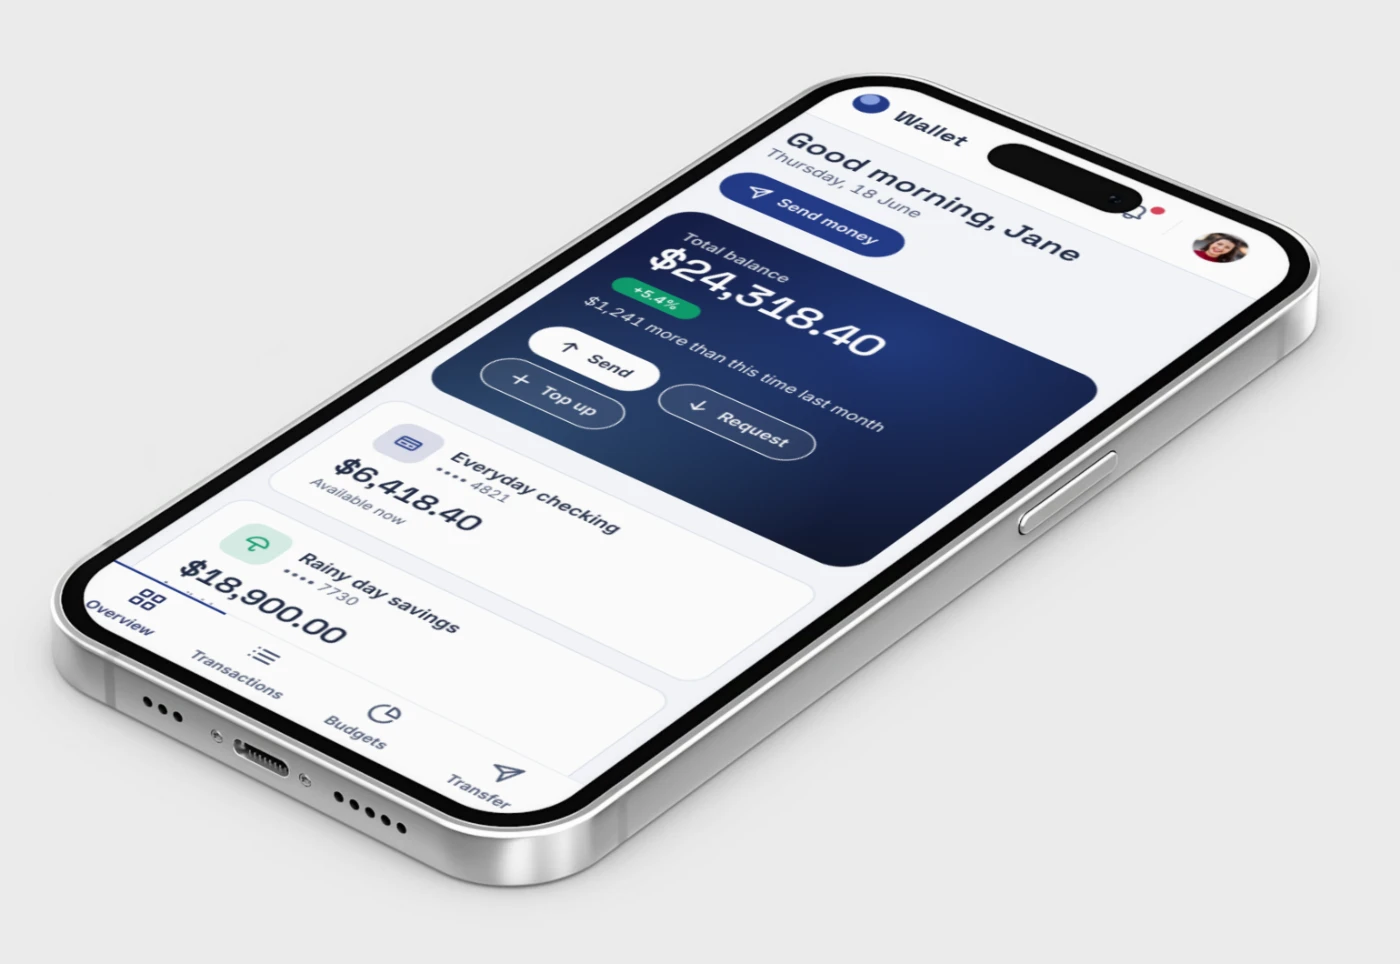 Wallet
Good morning, Jane
Thursday, 18 June
Send money
Total balance
$24,318.40
+5.4%
$1,241 more than this time last month
Send
Request
Top up
Everyday checking
•••• 4821
$6,418.40
Available now
Rainy day savings
•••• 7730
$18,900.00
Overview
Transactions
Budgets
Transfer